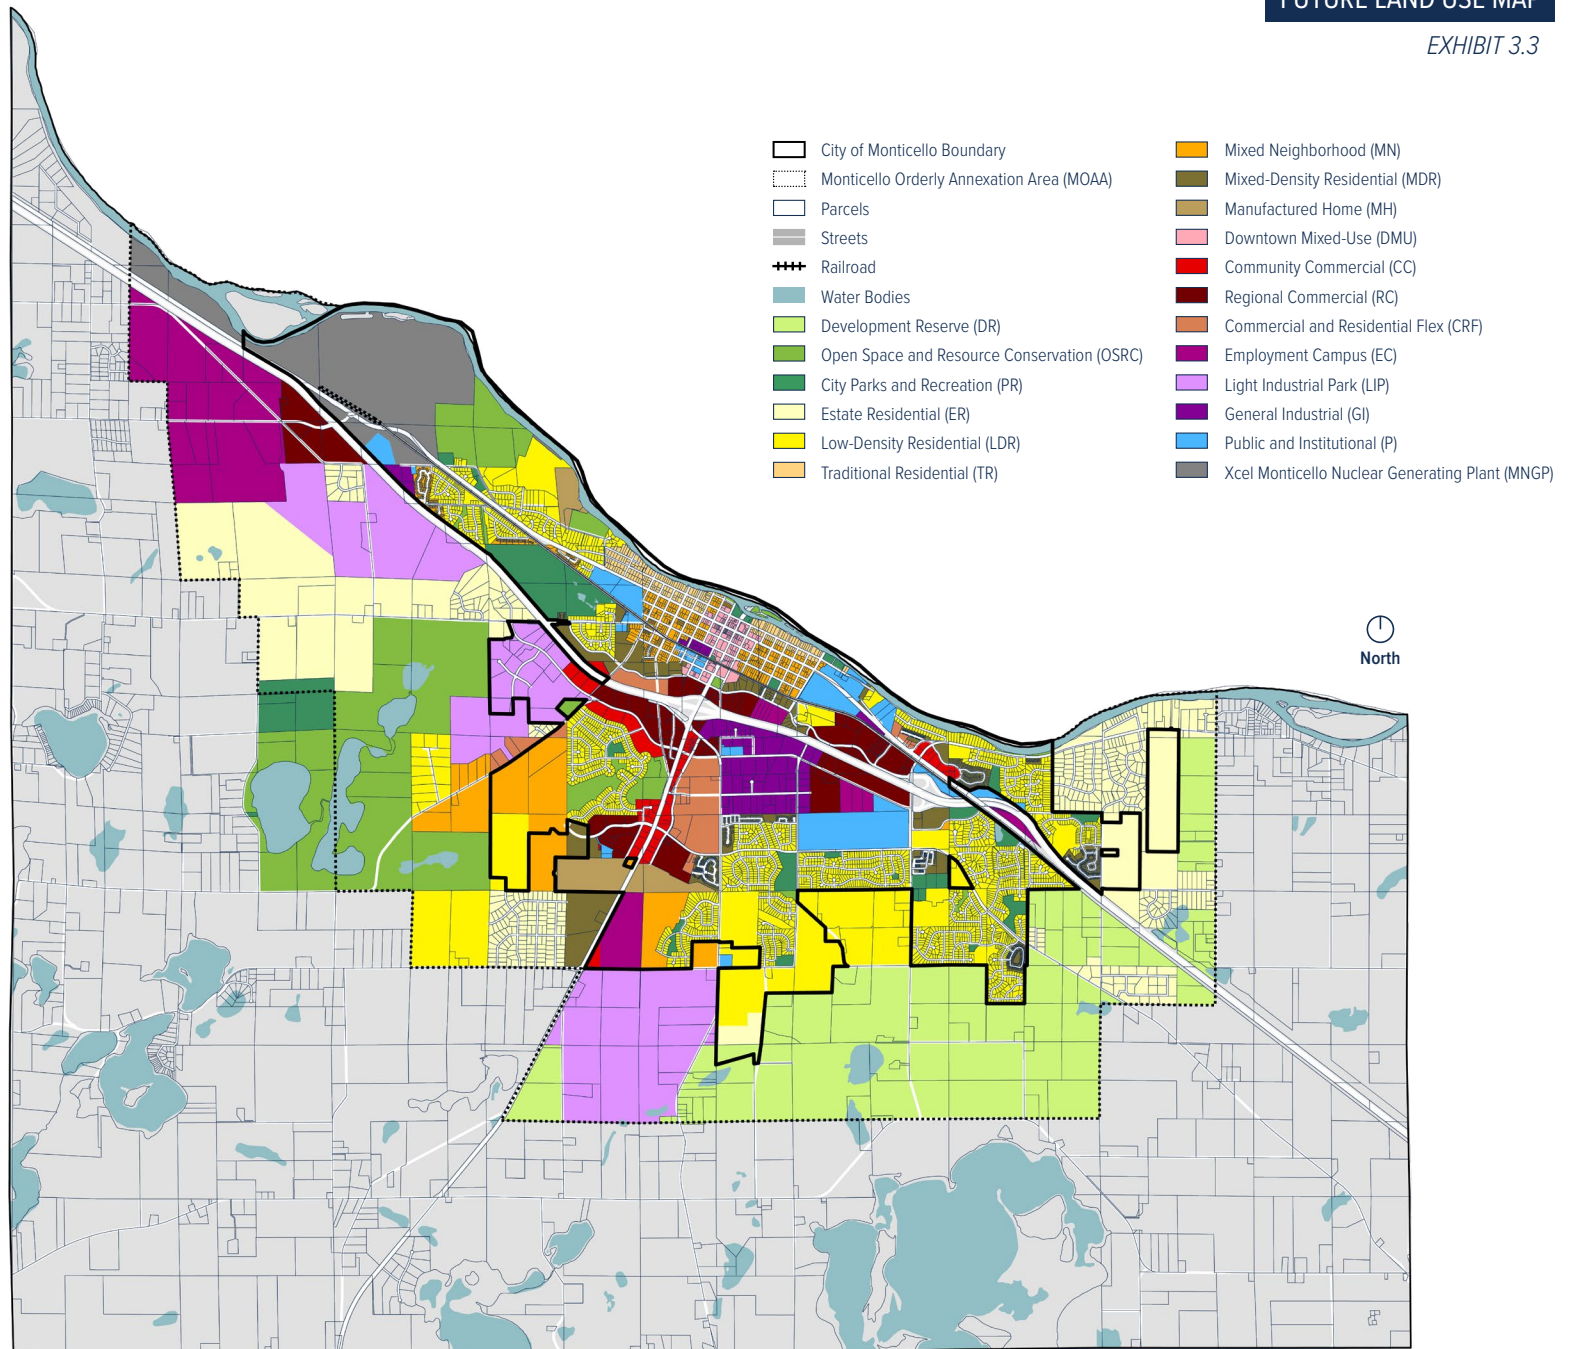 FUTURE LAND USE MAP
EXHIBIT 3.3
City of Monticello Boundary
Monticello Orderly Annexation Area (MOAA)
Parcels
Streets
Railroad
Water Bodies
Development Reserve (DR)
Open Space and Resource Conservation (OSRC)
City Parks and Recreation (PR)
Estate Residential (ER)
Low-Density Residential (LDR)
Traditional Residential (TR)
Mixed Neighborhood (MN)
Mixed-Density Residential (MDR)
Manufactured Home (MH)
Downtown Mixed-Use (DMU)
Community Commercial (CC)
Regional Commercial (RC)
Commercial and Residential Flex (CRF)
Employment Campus (EC)
Light Industrial Park (LIP)
General Industrial (GI)
Public and Institutional (P)
Xcel Monticello Nuclear Generating Plant (MNGP)
North